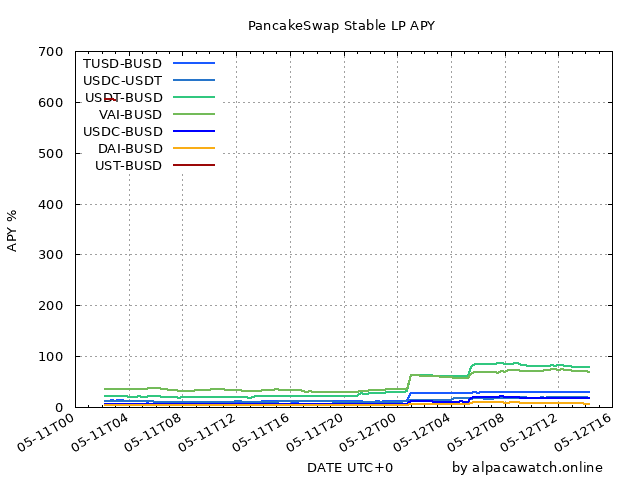 PancakeSwap Stable LP APY
700
600
500
400
300
200
100
0
APY %
TUSD-BUSD
USDC-USDT
USDT-BUSD
VAI-BUSD
USDC-BUSD
DAI-BUSD
UST-BUSD
05-11T00
05-11T04
05-11T08
05-11T12
05-11T16
05-11T20
05-12T00
05-12T04
05-12T08
05-12T12
05-12T16
DATE UTC+0
by alpacawatch.online